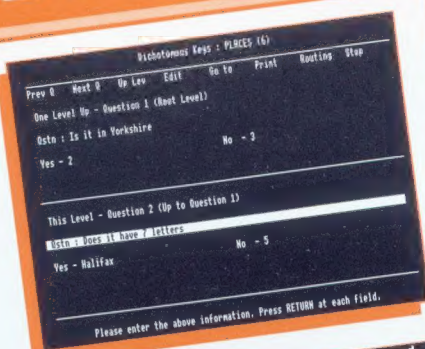 Dichotomous Keys : PLACES (6)
Prev Q Next Q Up Lev Edit Go to Print Routing Stop
One Level Up - Question 1 (Root Level)
Qstn : Is it in Yorkshire
Yes - 2 No - 3
This Level - Question 2 (Up to Question 1)
Qstn : Does it have 7 letters
Yes - Halifax No - 5
Please enter the above information. Press RETURN at each field.